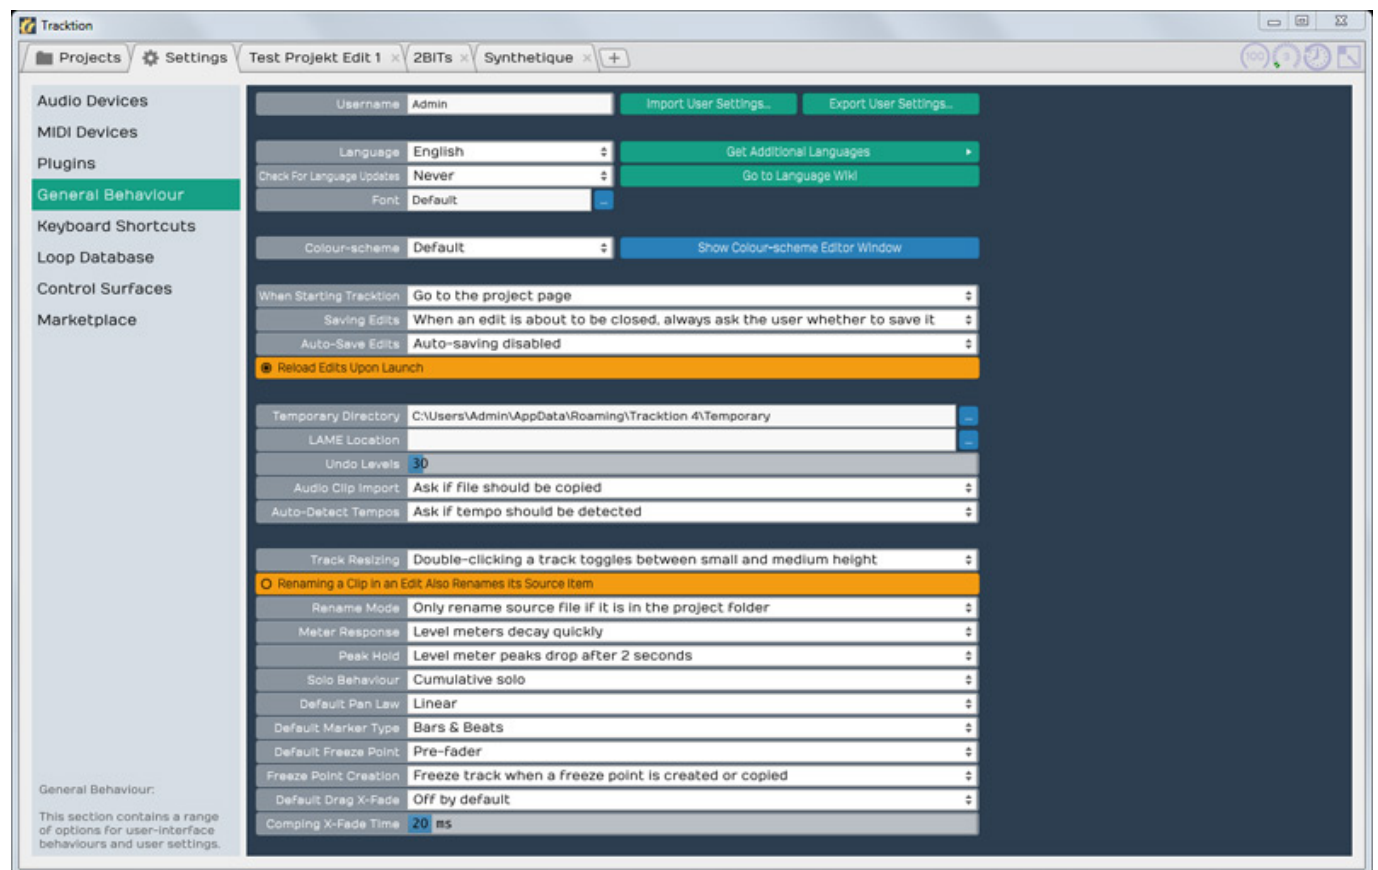 Tracktion
Projects Settings Test Projekt Edit 1 2BITs Synthetique
100 3
Audio Devices
MIDI Devices
Plugins
General Behaviour
Keyboard Shortcuts
Loop Database
Control Surfaces
Marketplace
Username Admin Import User Settings... Export User Settings...
Language English Get Additional Languages
Check For Language Updates Never Go to Language Wiki
Font Default ...
Colour-scheme Default Show Colour-scheme Editor Window
When Starting Tracktion Go to the project page
Saving Edits When an edit is about to be closed, always ask the user whether to save it
Auto-Save Edits Auto-saving disabled
Reload Edits Upon Launch
Temporary Directory C:\Users\Admin\AppData\Roaming\Tracktion 4\Temporary ...
LAME Location ...
Undo Levels 30
Audio Clip Import Ask if file should be copied
Auto-Detect Tempos Ask if tempo should be detected
Track Resizing Double-clicking a track toggles between small and medium height
Renaming a Clip in an Edit Also Renames its Source Item
Rename Mode Only rename source file if it is in the project folder
Meter Response Level meters decay quickly
Peak Hold Level meter peaks drop after 2 seconds
Solo Behaviour Cumulative solo
Default Pan Law Linear
Default Marker Type Bars & Beats
Default Freeze Point Pre-fader
Freeze Point Creation Freeze track when a freeze point is created or copied
Default Drag X-Fade Off by default
Comping X-Fade Time 20 ms
General Behaviour:
This section contains a range
of options for user-interface
behaviours and user settings.